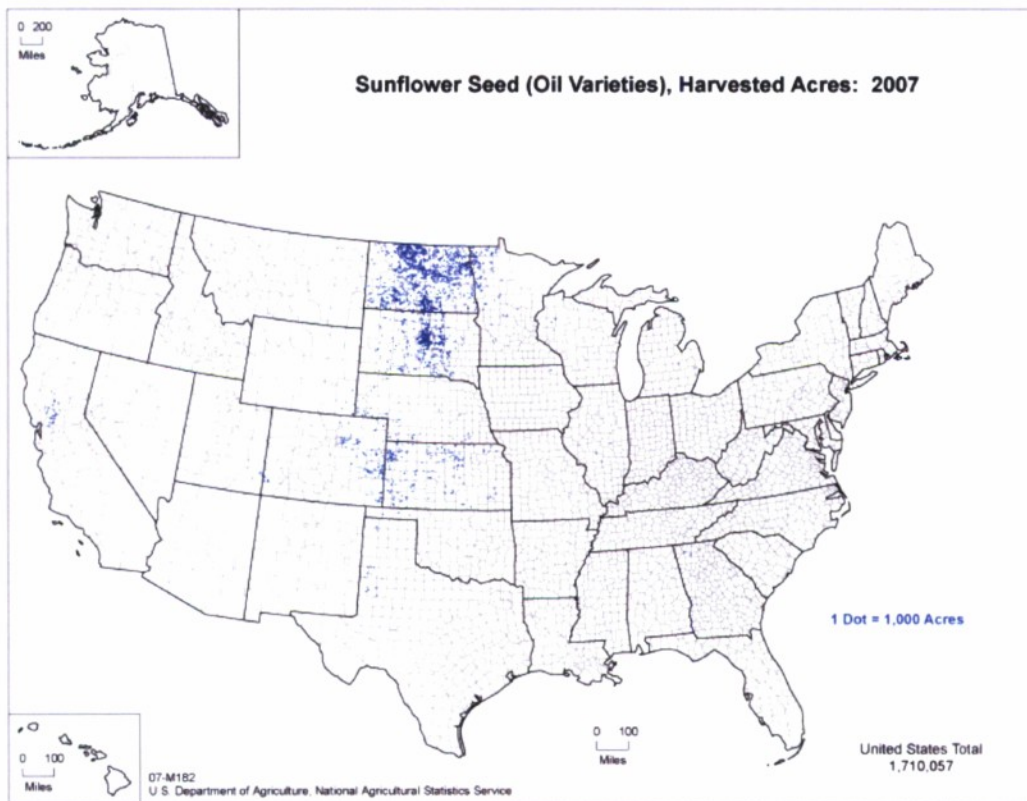 0 200
Miles
Sunflower Seed (Oil Varieties), Harvested Acres: 2007
1 Dot = 1,000 Acres
0 100
Miles
0 100
Miles
United States Total
1,710,057
07-M182
U.S. Department of Agriculture, National Agricultural Statistics Service